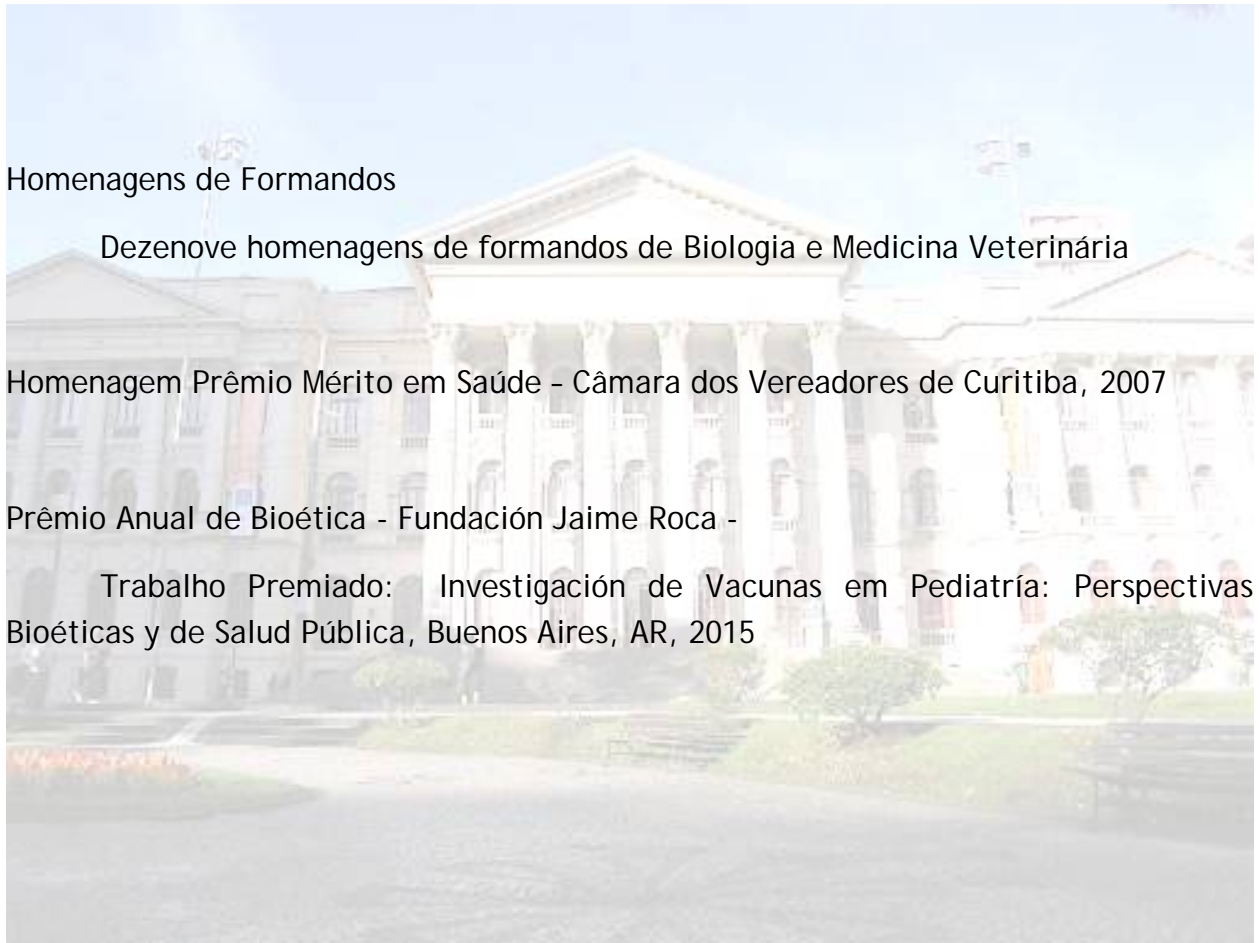 Homenagens de Formandos
Dezenove homenagens de formandos de Biologia e Medicina Veterinária
Homenagem Prêmio Mérito em Saúde – Câmara dos Vereadores de Curitiba, 2007
Prêmio Anual de Bioética - Fundación Jaime Roca -
Trabalho Premiado: Investigación de Vacunas em Pediatría: Perspectivas
Bioéticas y de Salud Pública, Buenos Aires, AR, 2015